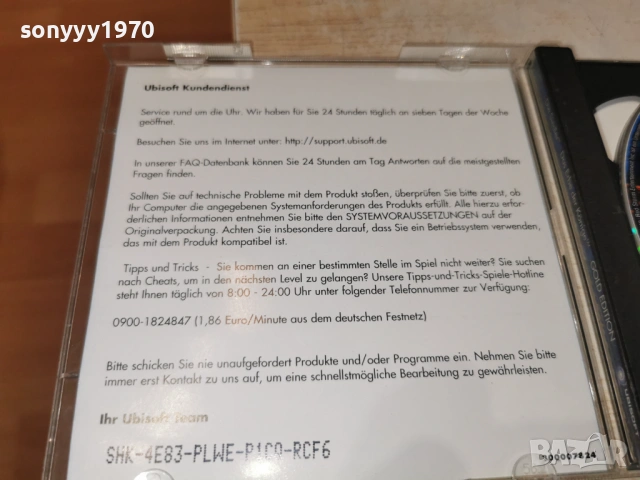 sonyyy1970
Ubisoft Kundendienst
Service rund um die Uhr. Wir haben für Sie 24 Stunden täglich an sieben Tagen der Woche
geöffnet.
Besuchen Sie uns im Internet unter: http://support.ubisoft.de
In unserer FAQ-Datenbank können Sie 24 Stunden am Tag Antworten auf die meistgestellten
Fragen finden.
Sollten Sie auf technische Probleme mit dem Produkt stoßen, überprüfen Sie bitte zuerst, ob
Ihr Computer die angegebenen Systemanforderungen des Produkts erfüllt. Alle hierzu erfor-
derlichen Informationen entnehmen Sie bitte den SYSTEMVORAUSSETZUNGEN auf der
Originalverpackung. Achten Sie insbesondere darauf, dass Sie ein Betriebssystem verwenden,
das mit dem Produkt kompatibel ist.
Tipps und Tricks - Sie kommen an einer bestimmten Stelle im Spiel nicht weiter? Sie suchen
nach Cheats, um in den nächsten Level zu gelangen? Unsere Tipps-und-Tricks-Spiele-Hotline
steht Ihnen täglich von 8:00 - 24:00 Uhr unter folgender Telefonnummer zur Verfügung:
0900-1824847 (1,86 Euro/Minute aus dem deutschen Festnetz)
Bitte schicken Sie nie unaufgefordert Produkte und/oder Programme ein. Nehmen Sie bitte
immer erst Kontakt zu uns auf, um eine schnellstmögliche Bearbeitung zu gewährleisten.
Ihr Ubisoft Team
SHK-4E83-PLWE-P1C0-RCF6
GOLD EDITION
bazar